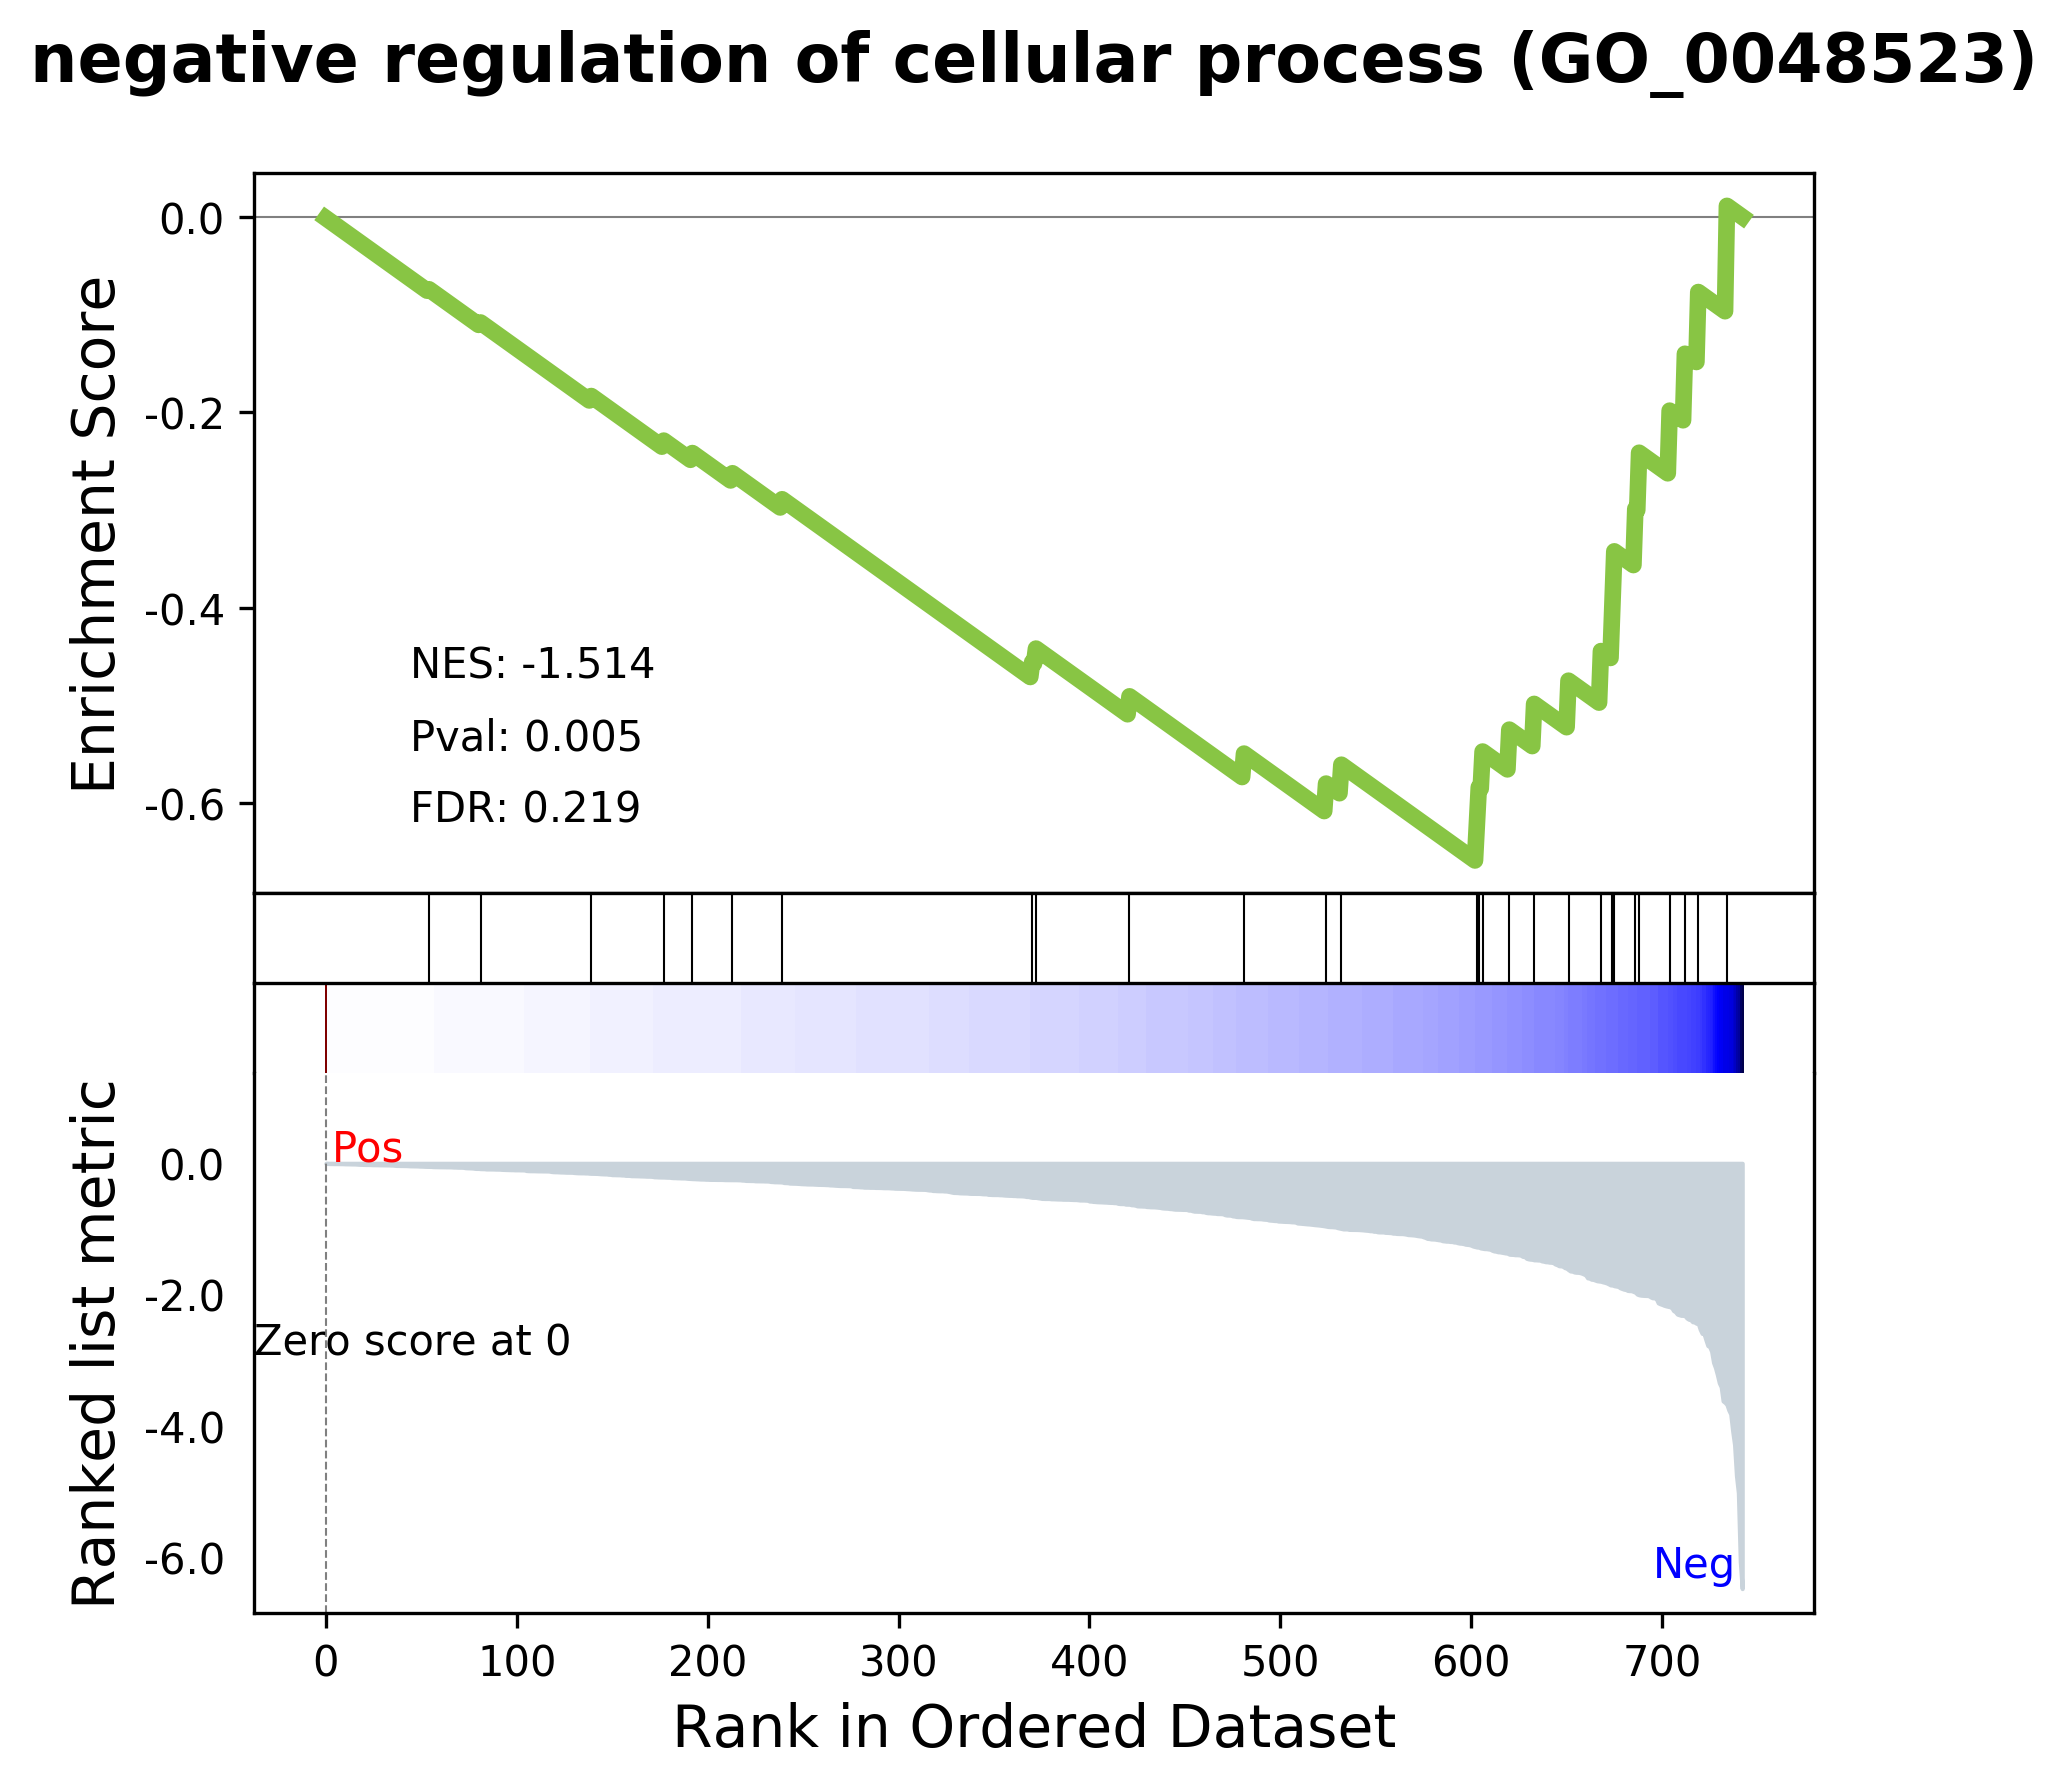 negative regulation of cellular process (GO_0048523)
Enrichment Score
0.0
-0.2
-0.4
-0.6
NES: -1.514
Pval: 0.005
FDR: 0.219
Ranked list metric
0.0
-2.0
-4.0
-6.0
Pos
Zero score at 0
Neg
0 100 200 300 400 500 600 700
Rank in Ordered Dataset